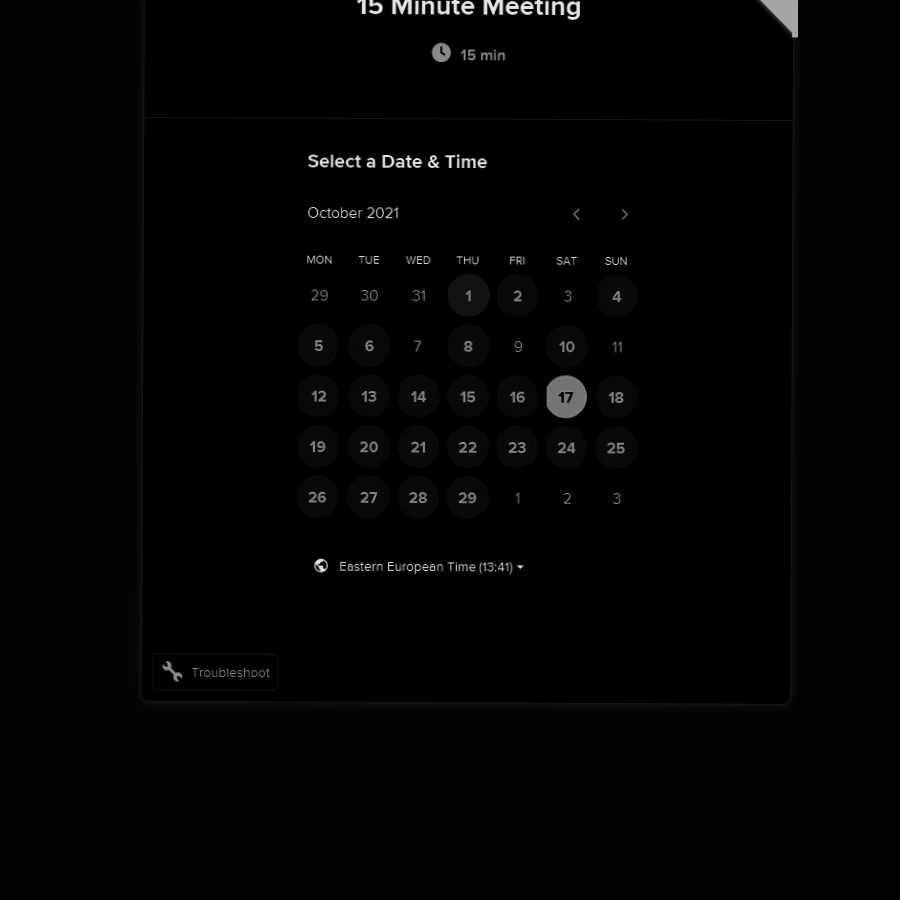 15 Minute Meeting
15 min
Select a Date & Time
October 2021
MON TUE WED THU FRI SAT SUN
29 30 31 1 2 3 4
5 6 7 8 9 10 11
12 13 14 15 16 17 18
19 20 21 22 23 24 25
26 27 28 29 1 2 3
Eastern European Time (13:41)
Troubleshoot